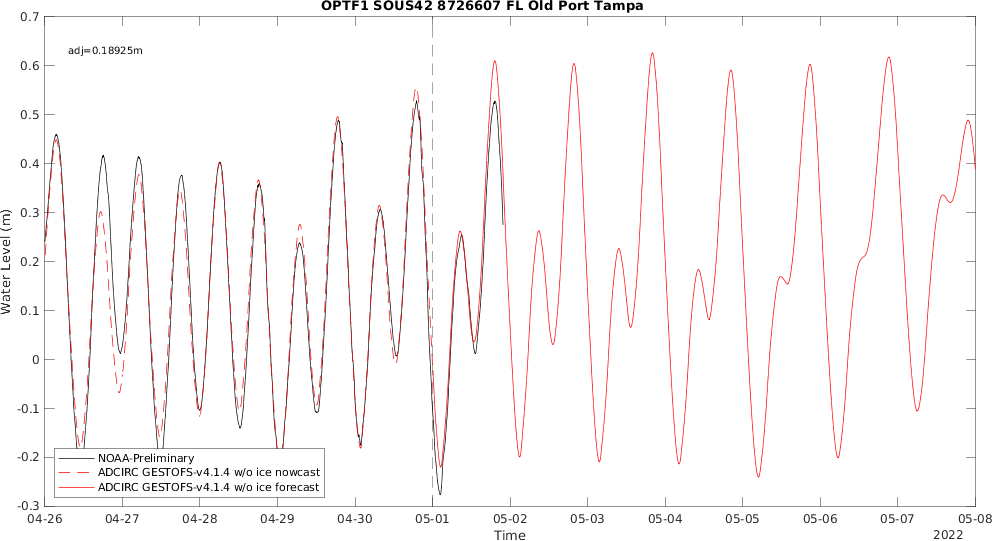 OPTF1 SOUS42 8726607 FL Old Port Tampa
adj=0.18925m
Water Level (m)
0.7
0.6
0.5
0.4
0.3
0.2
0.1
0
-0.1
-0.2
-0.3
NOAA-Preliminary
ADCIRC GESTOFS-v4.1.4 w/o ice nowcast
ADCIRC GESTOFS-v4.1.4 w/o ice forecast
04-26 04-27 04-28 04-29 04-30 05-01 05-02 05-03 05-04 05-05 05-06 05-07 05-08
Time
2022